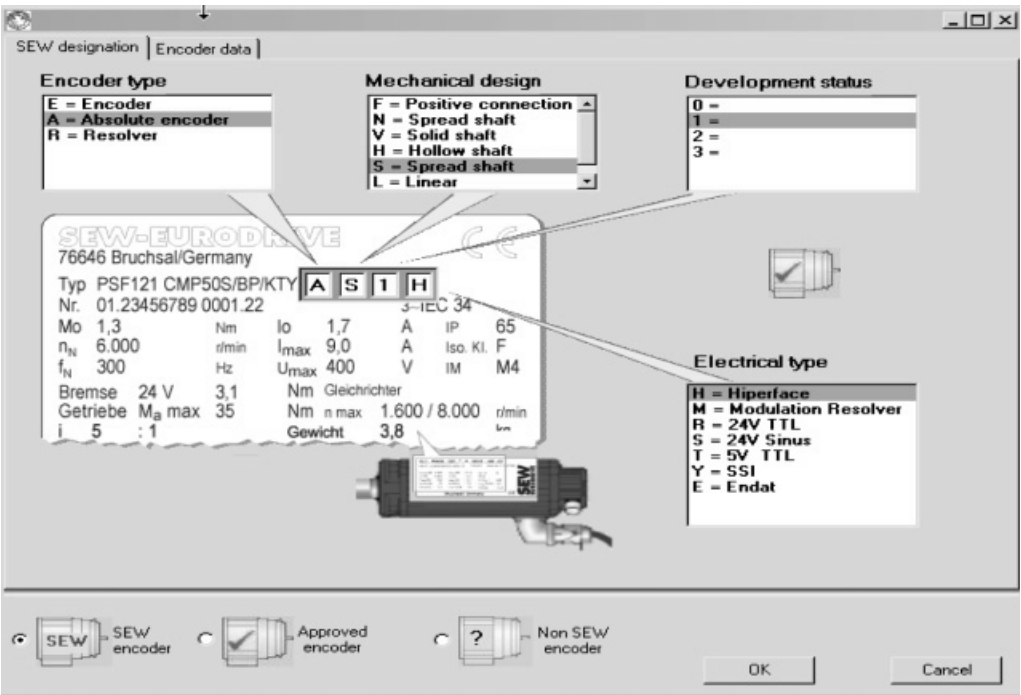 SEW designation
Encoder data
Encoder type
E = Encoder
A = Absolute encoder
R = Resolver
Mechanical design
F = Positive connection
N = Spread shaft
V = Solid shaft
H = Hollow shaft
S = Spread shaft
L = Linear
Development status
0 =
1 =
2 =
3 =
SEW-EURODRIVE CE
76646 Bruchsal/Germany
Typ PSF121 CMP50S/BP/KTY A S 1 H
Nr. 01.23456789 0001.22 3~IEC 34
Mo 1,3 Nm Io 1,7 A IP 65
nN 6.000 r/min Imax 9,0 A Iso. Kl. F
fN 300 Hz Umax 400 V IM M4
Bremse 24 V 3,1 Nm Gleichrichter
Getriebe Ma max 35 Nm n max 1.600 / 8.000 r/min
i 5 : 1 Gewicht 3,8 kg
SEW
Electrical type
H = Hiperface
M = Modulation Resolver
R = 24V TTL
S = 24V Sinus
T = 5V TTL
Y = SSI
E = Endat
SEW
SEW encoder
Approved encoder
?
Non SEW encoder
OK
Cancel